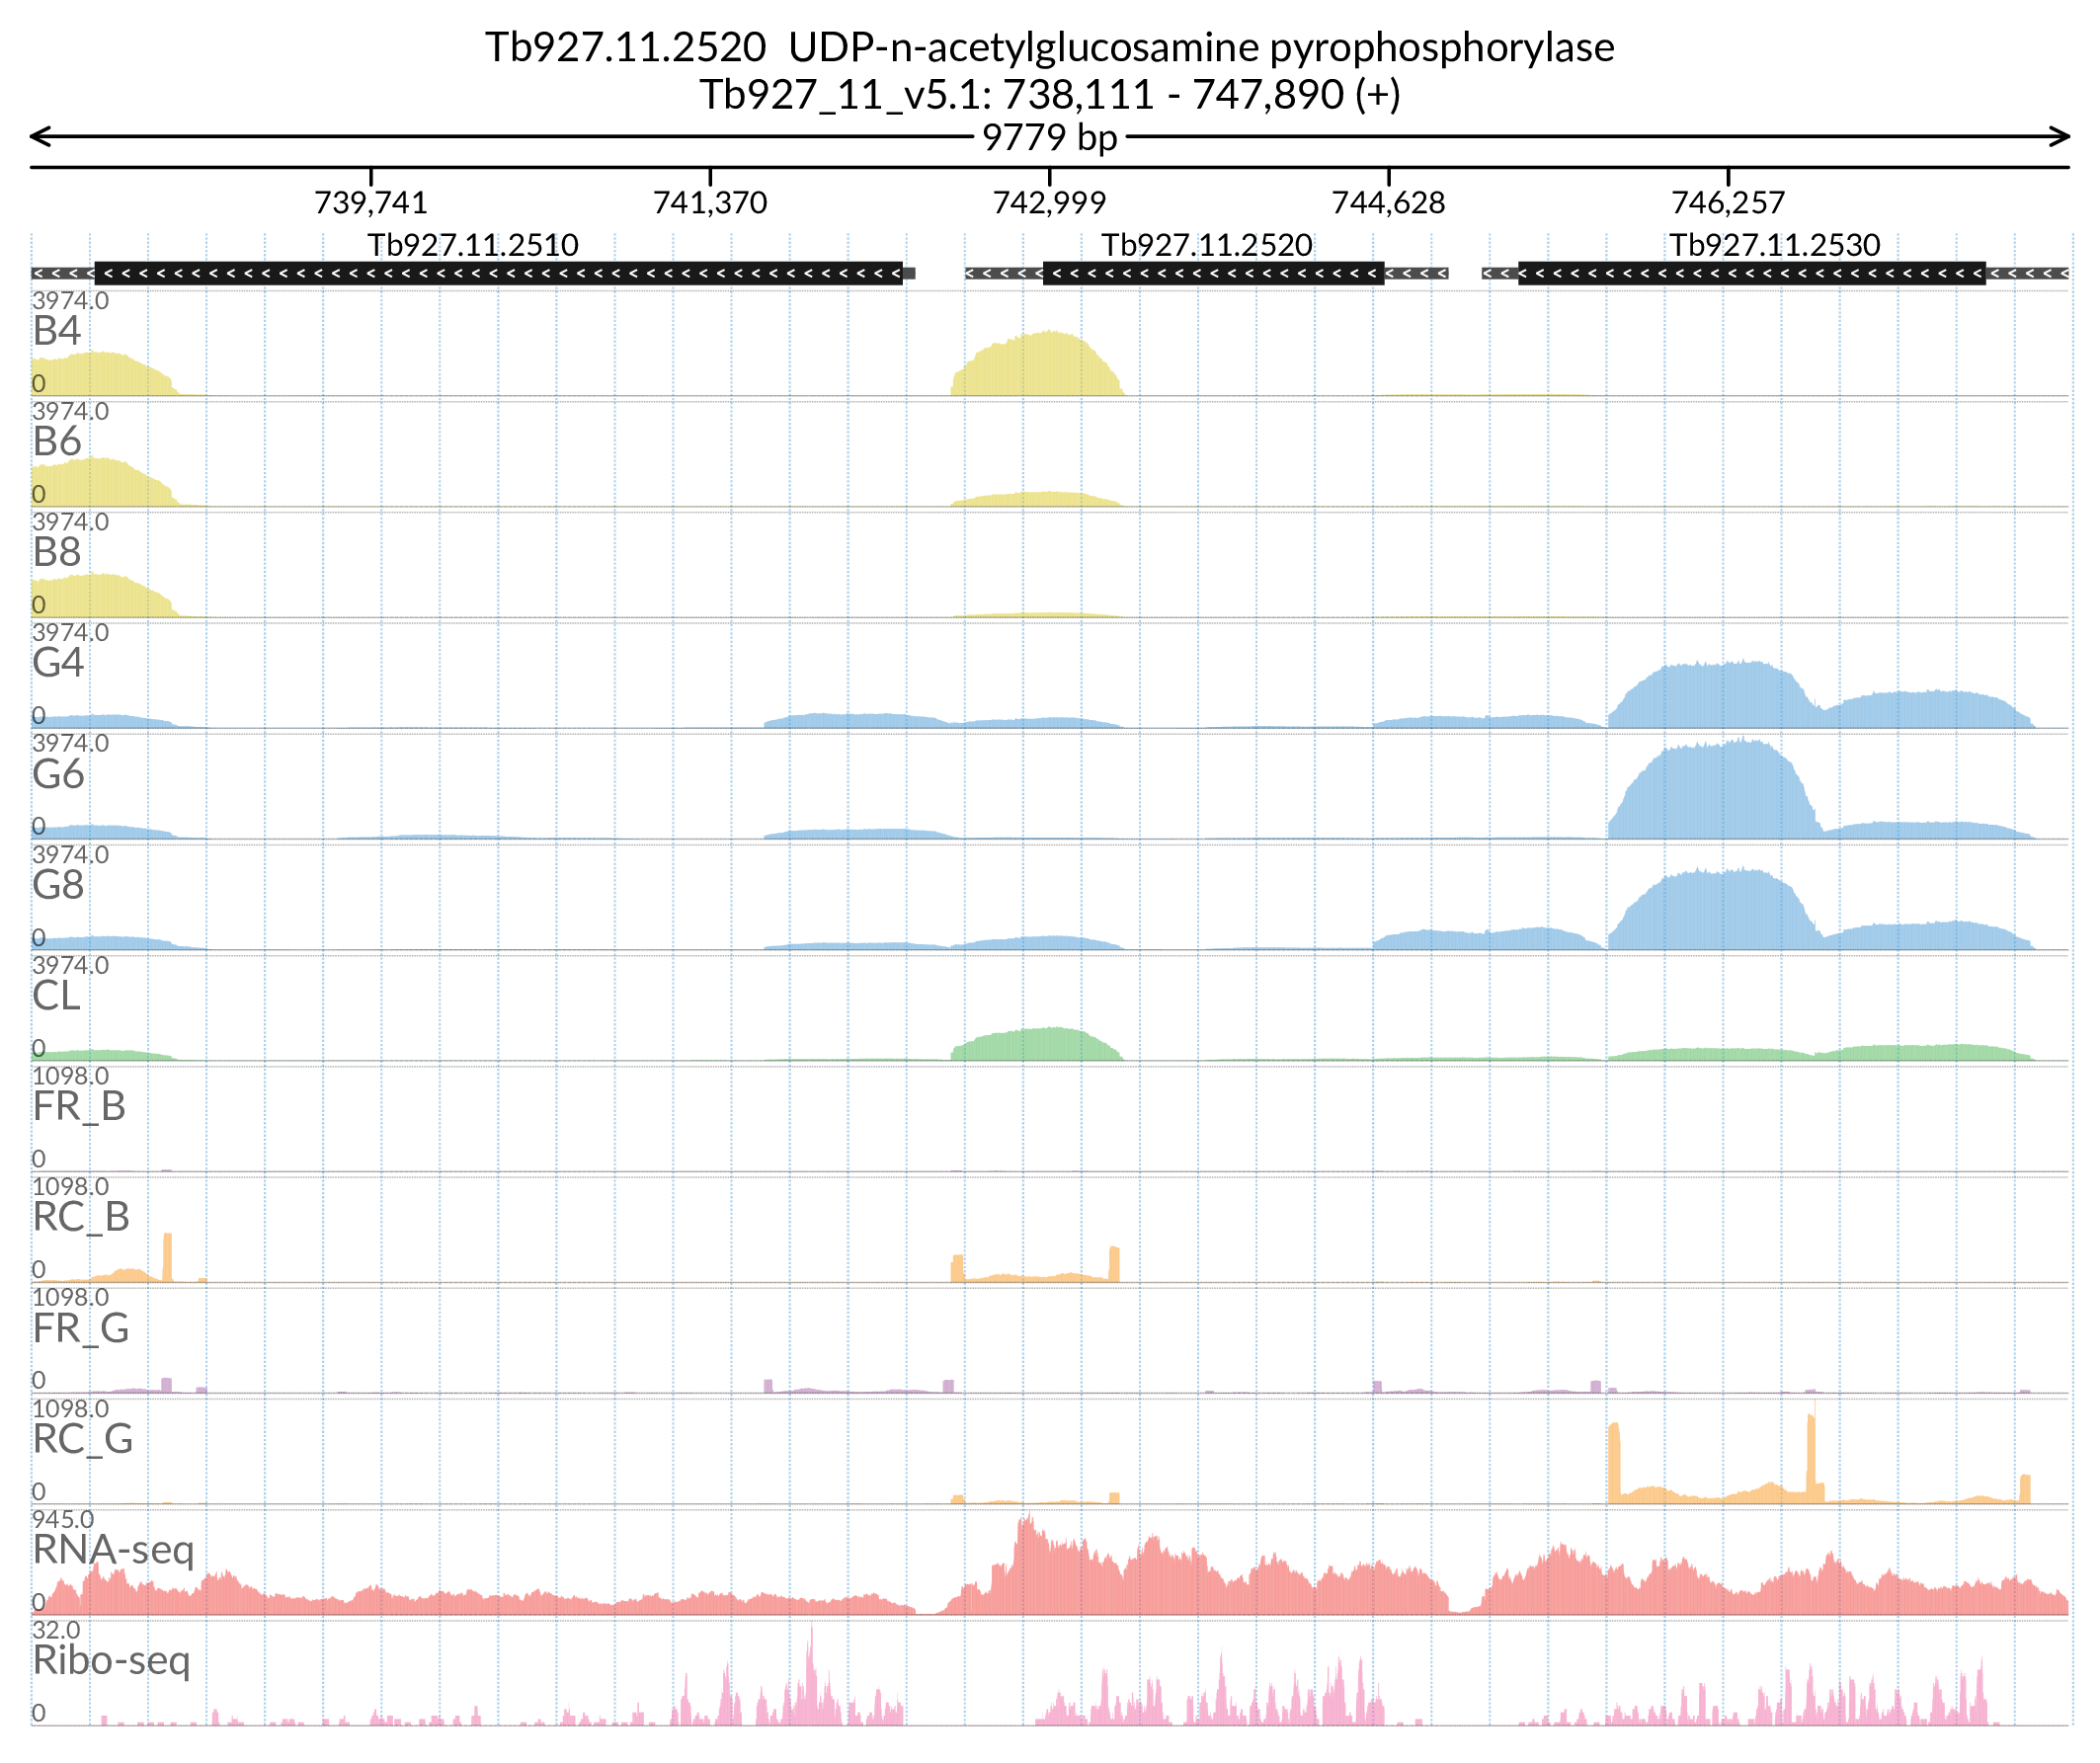 Tb927.11.2520 UDP-n-acetylglucosamine pyrophosphorylase
Tb927_11_v5.1: 738,111 - 747,890 (+)
9779 bp
739,741 741,370 742,999 744,628 746,257
Tb927.11.2510 Tb927.11.2520 Tb927.11.2530
3974.0
B4
0
3974.0
B6
0
3974.0
B8
0
3974.0
G4
0
3974.0
G6
0
3974.0
G8
0
3974.0
CL
0
1098.0
FR_B
0
1098.0
RC_B
0
1098.0
FR_G
0
1098.0
RC_G
0
945.0
RNA-seq
0
32.0
Ribo-seq
0